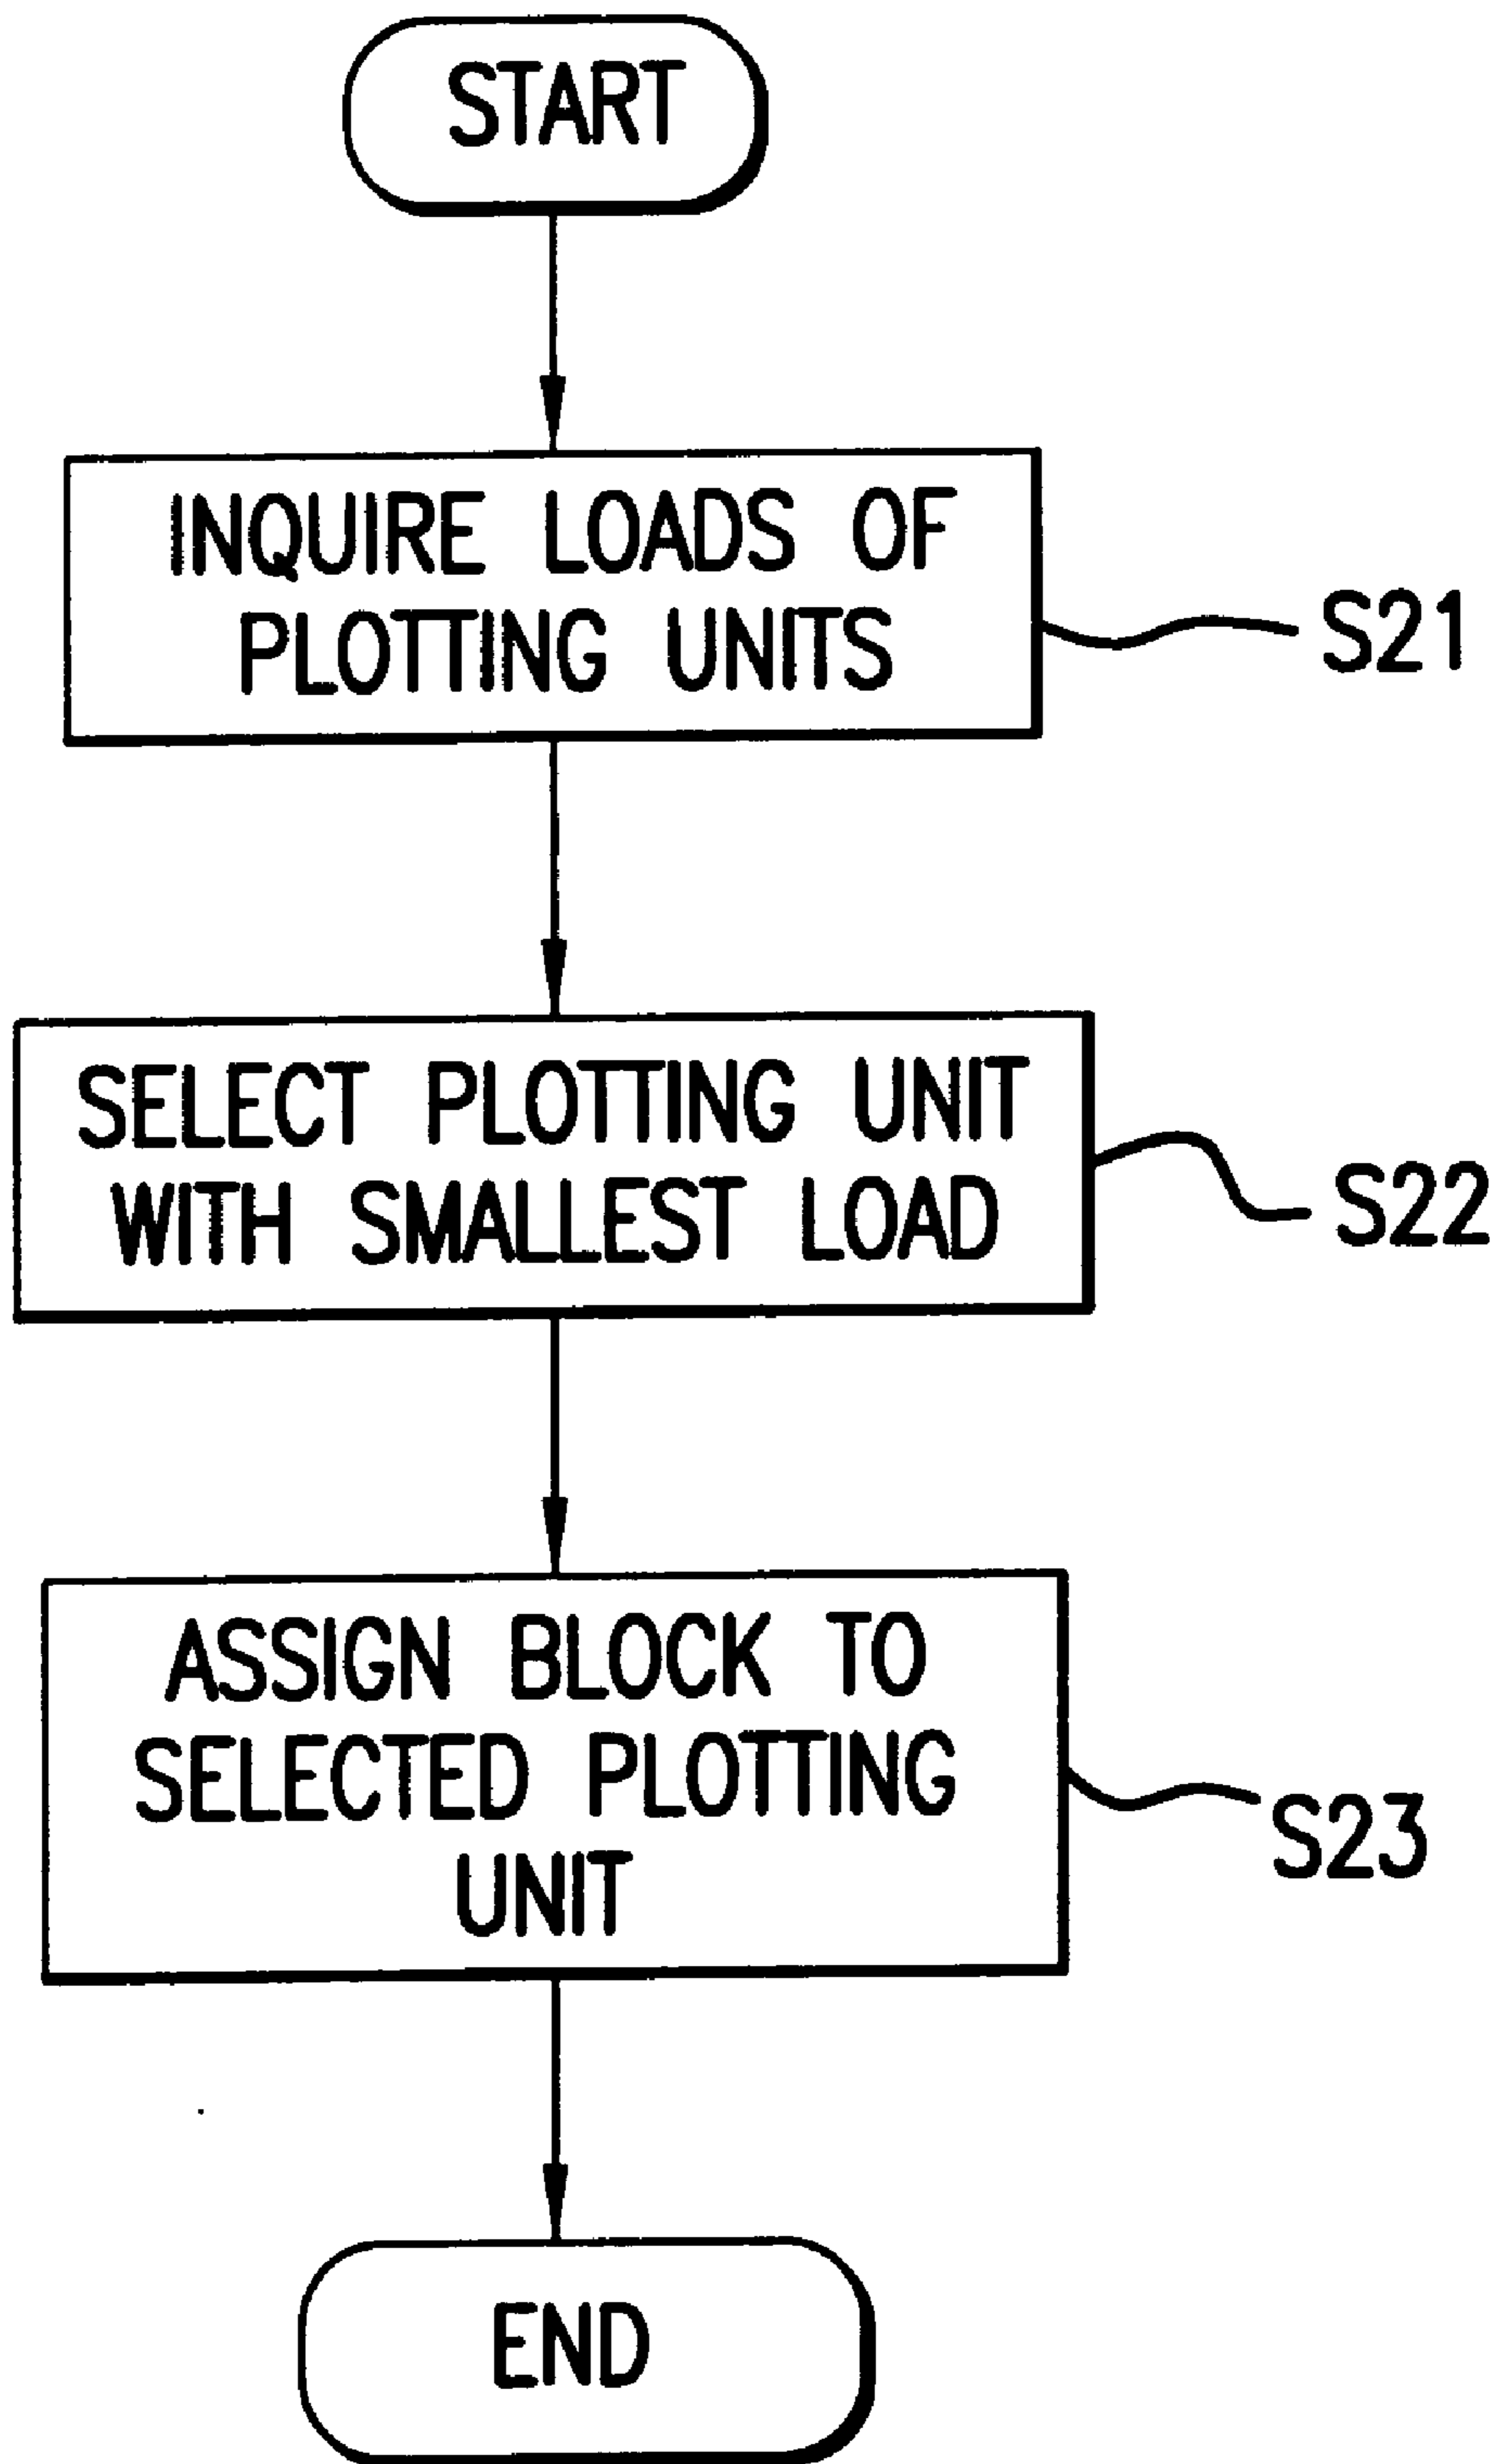 START
INQUIRE LOADS OF
PLOTTING UNITS
S21
SELECT PLOTTING UNIT
WITH SMALLEST LOAD
S22
ASSIGN BLOCK TO
SELECTED PLOTTING
UNIT
S23
END